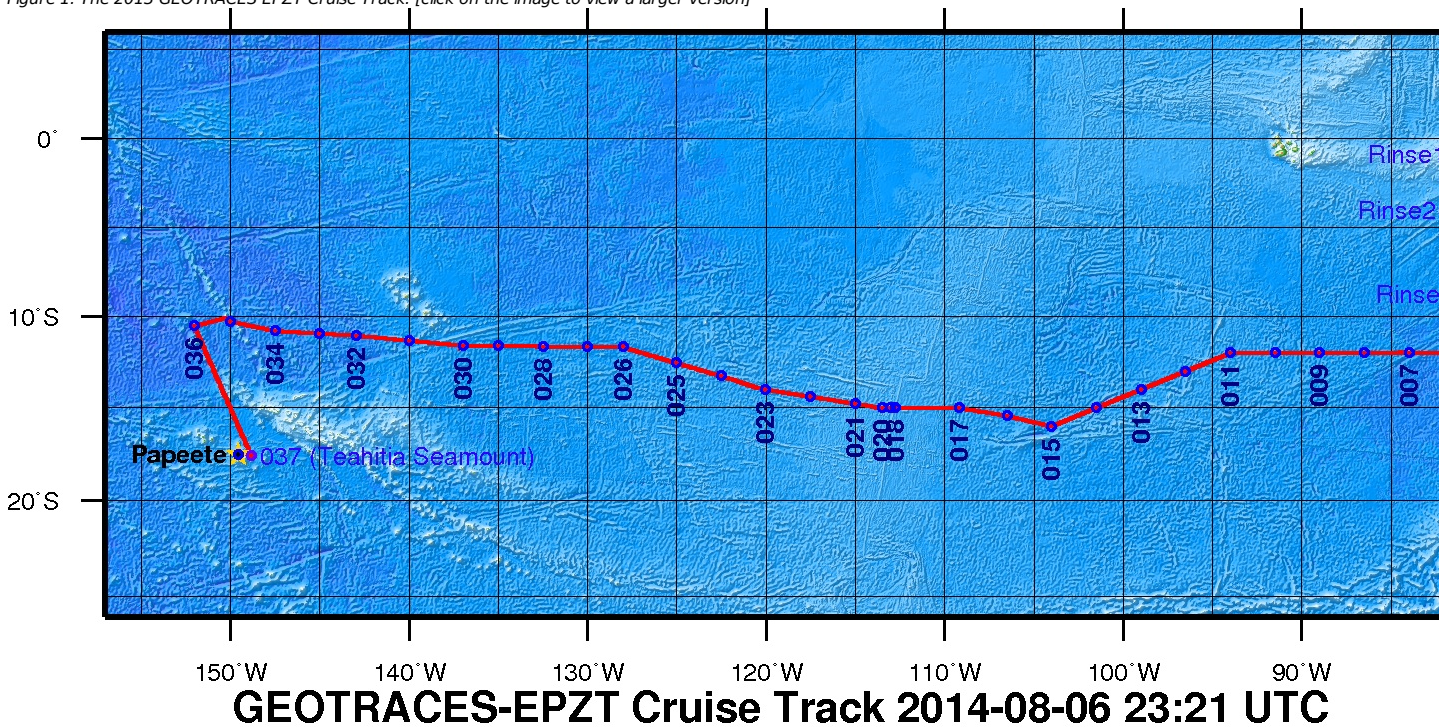 Figure 1. The 2013 GEOTRACES EPZT Cruise Track. [click on the image to view a larger version]
0°
Rinse1
Rinse2
Rinse
10°S
036
034
032
030
028
026
025
023
021
020
018
017
015
013
011
009
007
Papeete
037 (Teahitia Seamount)
20°S
150°W 140°W 130°W 120°W 110°W 100°W 90°W
GEOTRACES-EPZT Cruise Track 2014-08-06 23:21 UTC